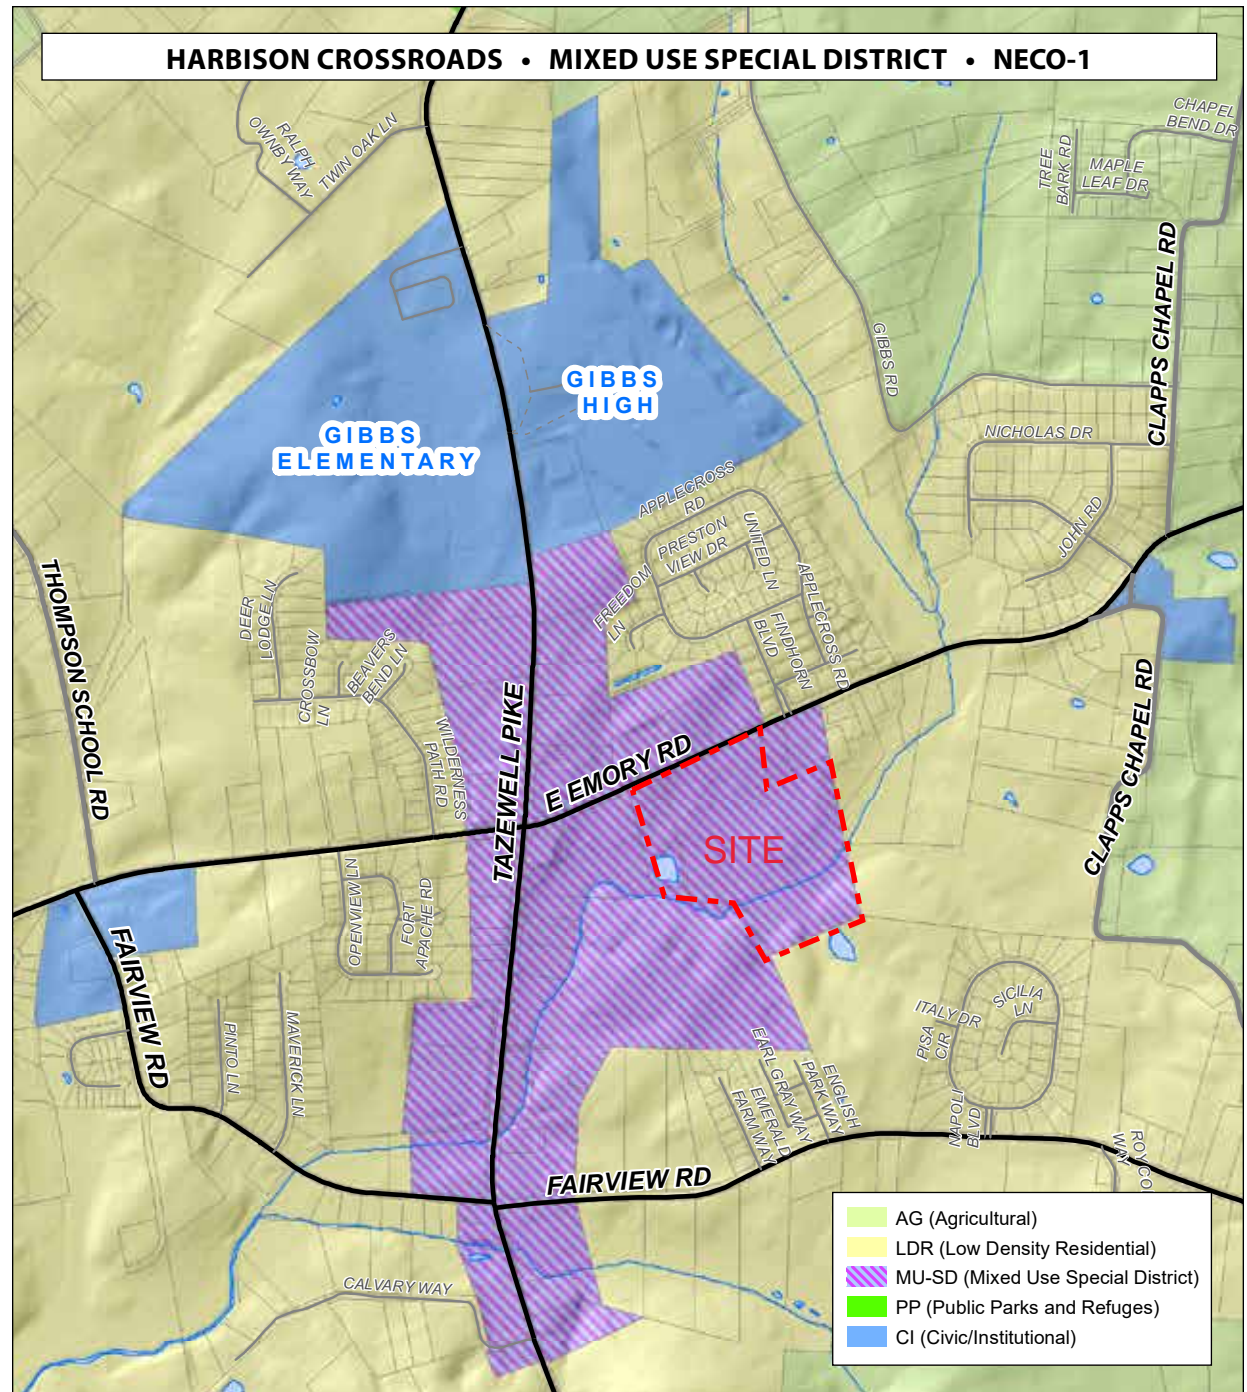 HARBISON CROSSROADS • MIXED USE SPECIAL DISTRICT • NECO-1
CHAPEL
BEND DR
RALPH
OWNBY WAY
TWIN OAK LN
TREE
BARK RD
MAPLE
LEAF DR
CLAPPS CHAPEL RD
GIBBS RD
GIBBS
HIGH
GIBBS
ELEMENTARY
NICHOLAS DR
JOHN RD
APPLECROSS
RD
PRESTON
VIEW DR
UNITED LN
APPLECROSS RD
FREEDOM
LN
FINDHORN
BLVD
THOMPSON SCHOOL RD
DEER
LODGE LN
CROSSBOW
LN
BEAVERS
BEND LN
WILDERNESS
PATH RD
TAZEWELL PIKE
E EMORY RD
CLAPPS CHAPEL RD
SITE
OPENVIEW LN
FORT
APACHE RD
FAIRVIEW RD
PINTO LN
MAVERICK LN
ITALY DR
SICILIA
LN
PISA
CIR
NAPOLI
BLVD
EARL GRAY WAY
ENGLISH
PARK WAY
EMERALD
FARM WAY
ROYCO
WAY
FAIRVIEW RD
CALVARY WAY
AG (Agricultural)
LDR (Low Density Residential)
MU-SD (Mixed Use Special District)
PP (Public Parks and Refuges)
CI (Civic/Institutional)